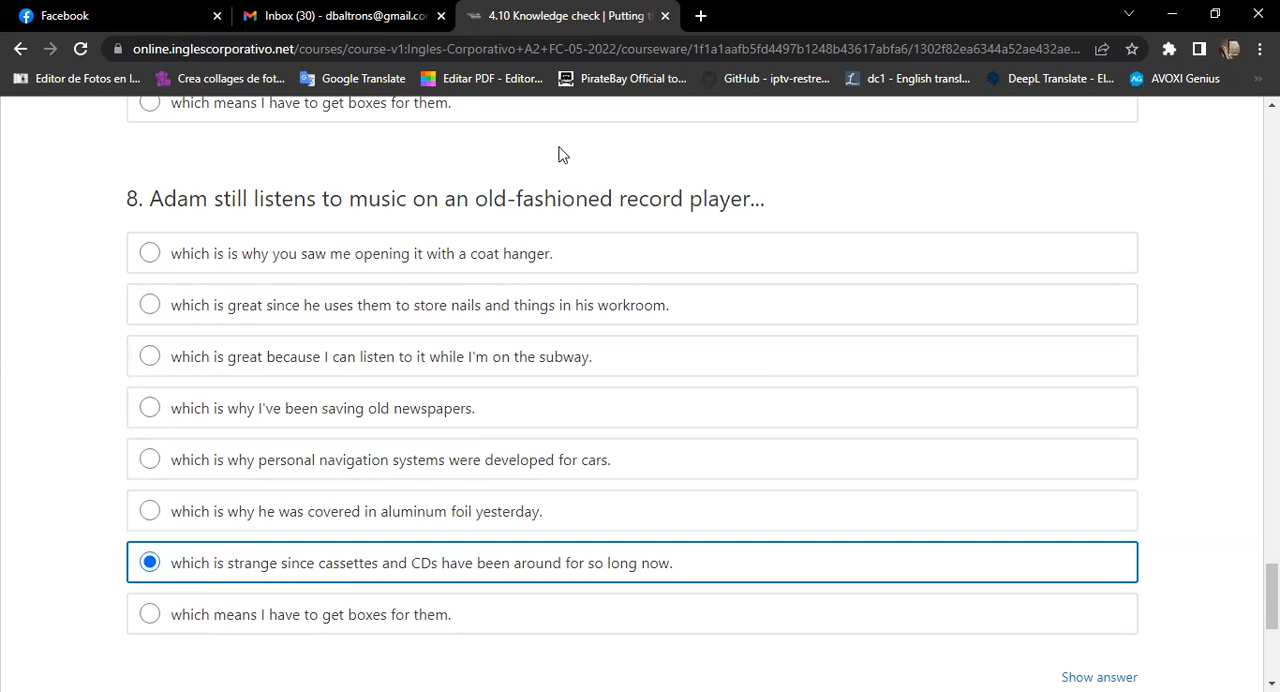 Facebook
Inbox (30) - dbaltrons@gmail.co
4.10 Knowledge check | Putting t
online.inglescorporativo.net/courses/course-v1:Ingles-Corporativo+A2+FC-05-2022/courseware/1f1a1aafb5fd4497b1248b43617abfa6/1302f82ea6344a52ae432ae...
Editor de Fotos en l...
Crea collages de fot...
Google Translate
Editar PDF - Editor...
PirateBay Official to...
GitHub - iptv-restre...
dc1 - English transl...
DeepL Translate - El...
AVOXI Genius
which means I have to get boxes for them.
8. Adam still listens to music on an old-fashioned record player...
which is is why you saw me opening it with a coat hanger.
which is great since he uses them to store nails and things in his workroom.
which is great because I can listen to it while I'm on the subway.
which is why I've been saving old newspapers.
which is why personal navigation systems were developed for cars.
which is why he was covered in aluminum foil yesterday.
which is strange since cassettes and CDs have been around for so long now.
which means I have to get boxes for them.
Show answer